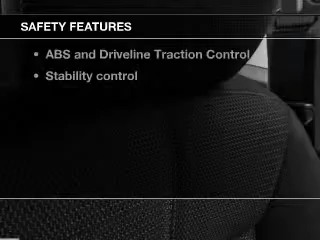 SAFETY FEATURES
• ABS and Driveline Traction Control
• Stability control